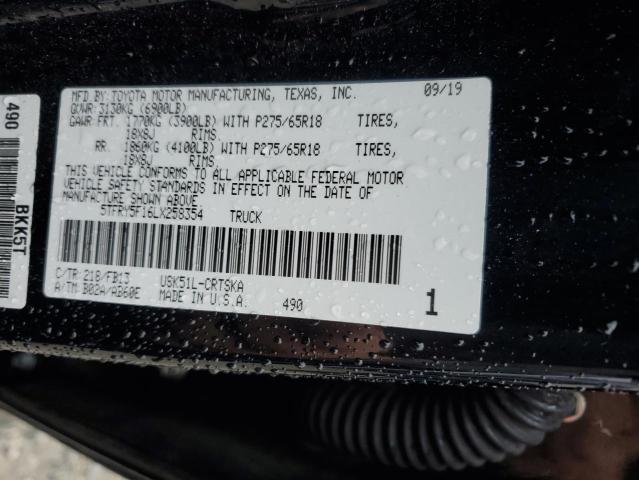 MFD BY: TOYOTA MOTOR MANUFACTURING, TEXAS, INC. 09/19
GVWR: 3130KG (6900LB)
GAWR FRT. 1770KG (3900LB) WITH P275/65R18 TIRES,
18X8J RIMS.
RR. 1860KG (4100LB) WITH P275/65R18 TIRES,
18X8J RIMS.
THIS VEHICLE CONFORMS TO ALL APPLICABLE FEDERAL MOTOR
VEHICLE SAFETY STANDARDS IN EFFECT ON THE DATE OF
MANUFACTURE SHOWN ABOVE
5TFRY5F16LX258354 TRUCK
C/TR: 218/FB13 USK51L-CRTSKA
A/TM: B02A/AB60E MADE IN U.S.A. 490 1
490 BKK5T